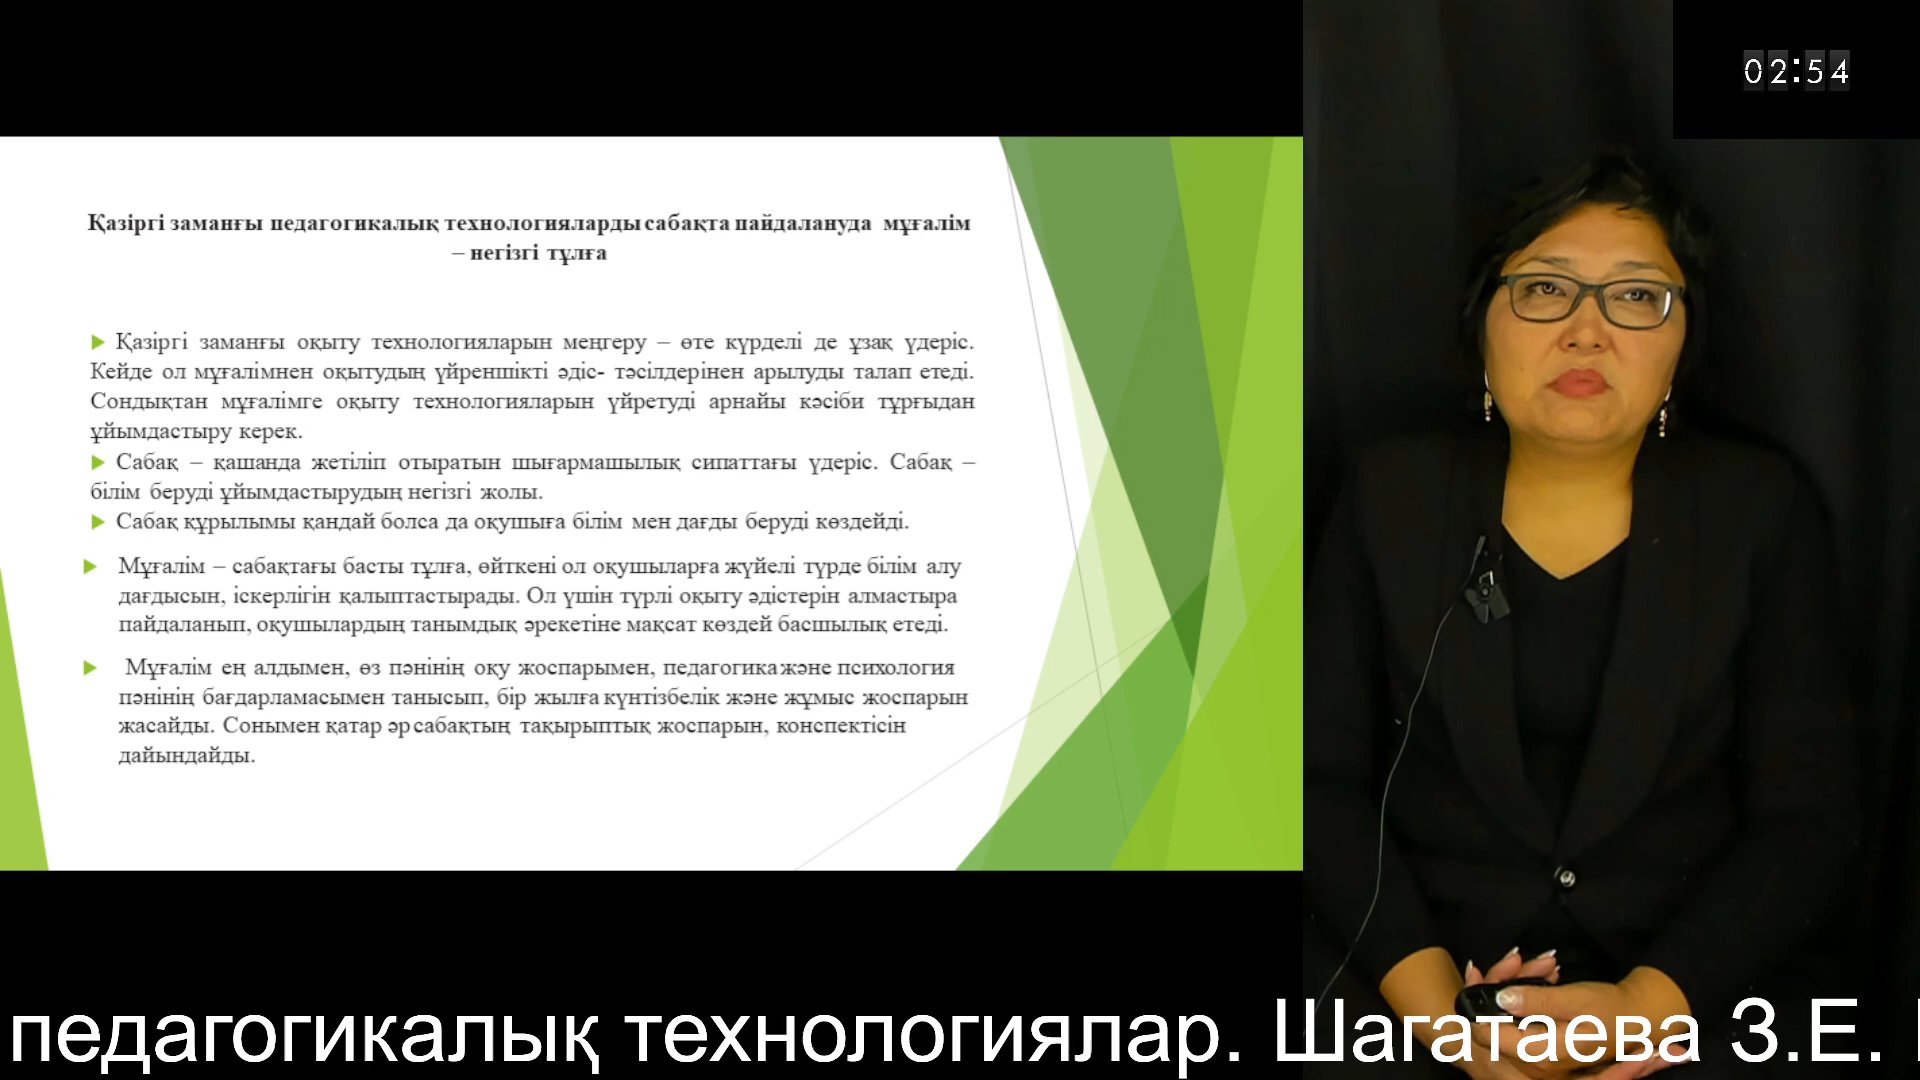 02:54
Қазіргі заманғы педагогикалық технологияларды сабақта пайдалануда мұғалім
– негізгі тұлға
Қазіргі заманғы оқыту технологияларын меңгеру – өте күрделі де ұзақ үдеріс.
Кейде ол мұғалімнен оқытудың үйреншікті әдіс- тәсілдерінен арылуды талап етеді.
Сондықтан мұғалімге оқыту технологияларын үйретуді арнайы кәсіби тұрғыдан
ұйымдастыру керек.
Сабақ – қашанда жетіліп отыратын шығармашылық сипаттағы үдеріс. Сабақ –
білім беруді ұйымдастырудың негізгі жолы.
Сабақ құрылымы қандай болса да оқушыға білім мен дағды беруді көздейді.
Мұғалім – сабақтағы басты тұлға, өйткені ол оқушыларға жүйелі түрде білім алу
дағдысын, іскерлігін қалыптастырады. Ол үшін түрлі оқыту әдістерін алмастыра
пайдаланып, оқушылардың танымдық әрекетіне мақсат көздей басшылық етеді.
Мұғалім ең алдымен, өз пәнінің оқу жоспарымен, педагогика және психология
пәнінің бағдарламасымен танысып, бір жылға күнтізбелік және жұмыс жоспарын
жасайды. Сонымен қатар әр сабақтың тақырыптық жоспарын, конспектісін
дайындайды.
педагогикалық технологиялар. Шагатаева З.Е.